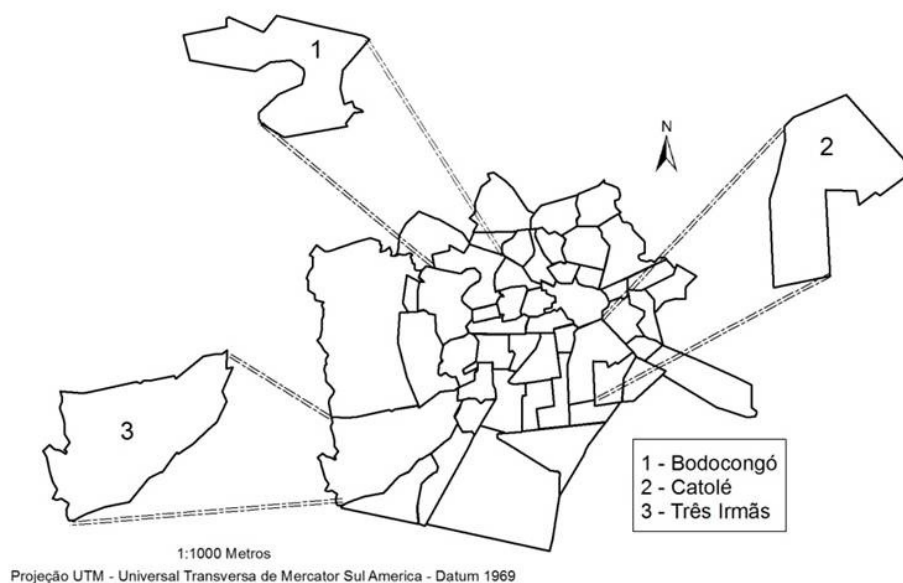 1
2
N
3
1 - Bodocongó
2 - Catolé
3 - Três Irmãs
1:1000 Metros
Projeção UTM - Universal Transversa de Mercator Sul America - Datum 1969